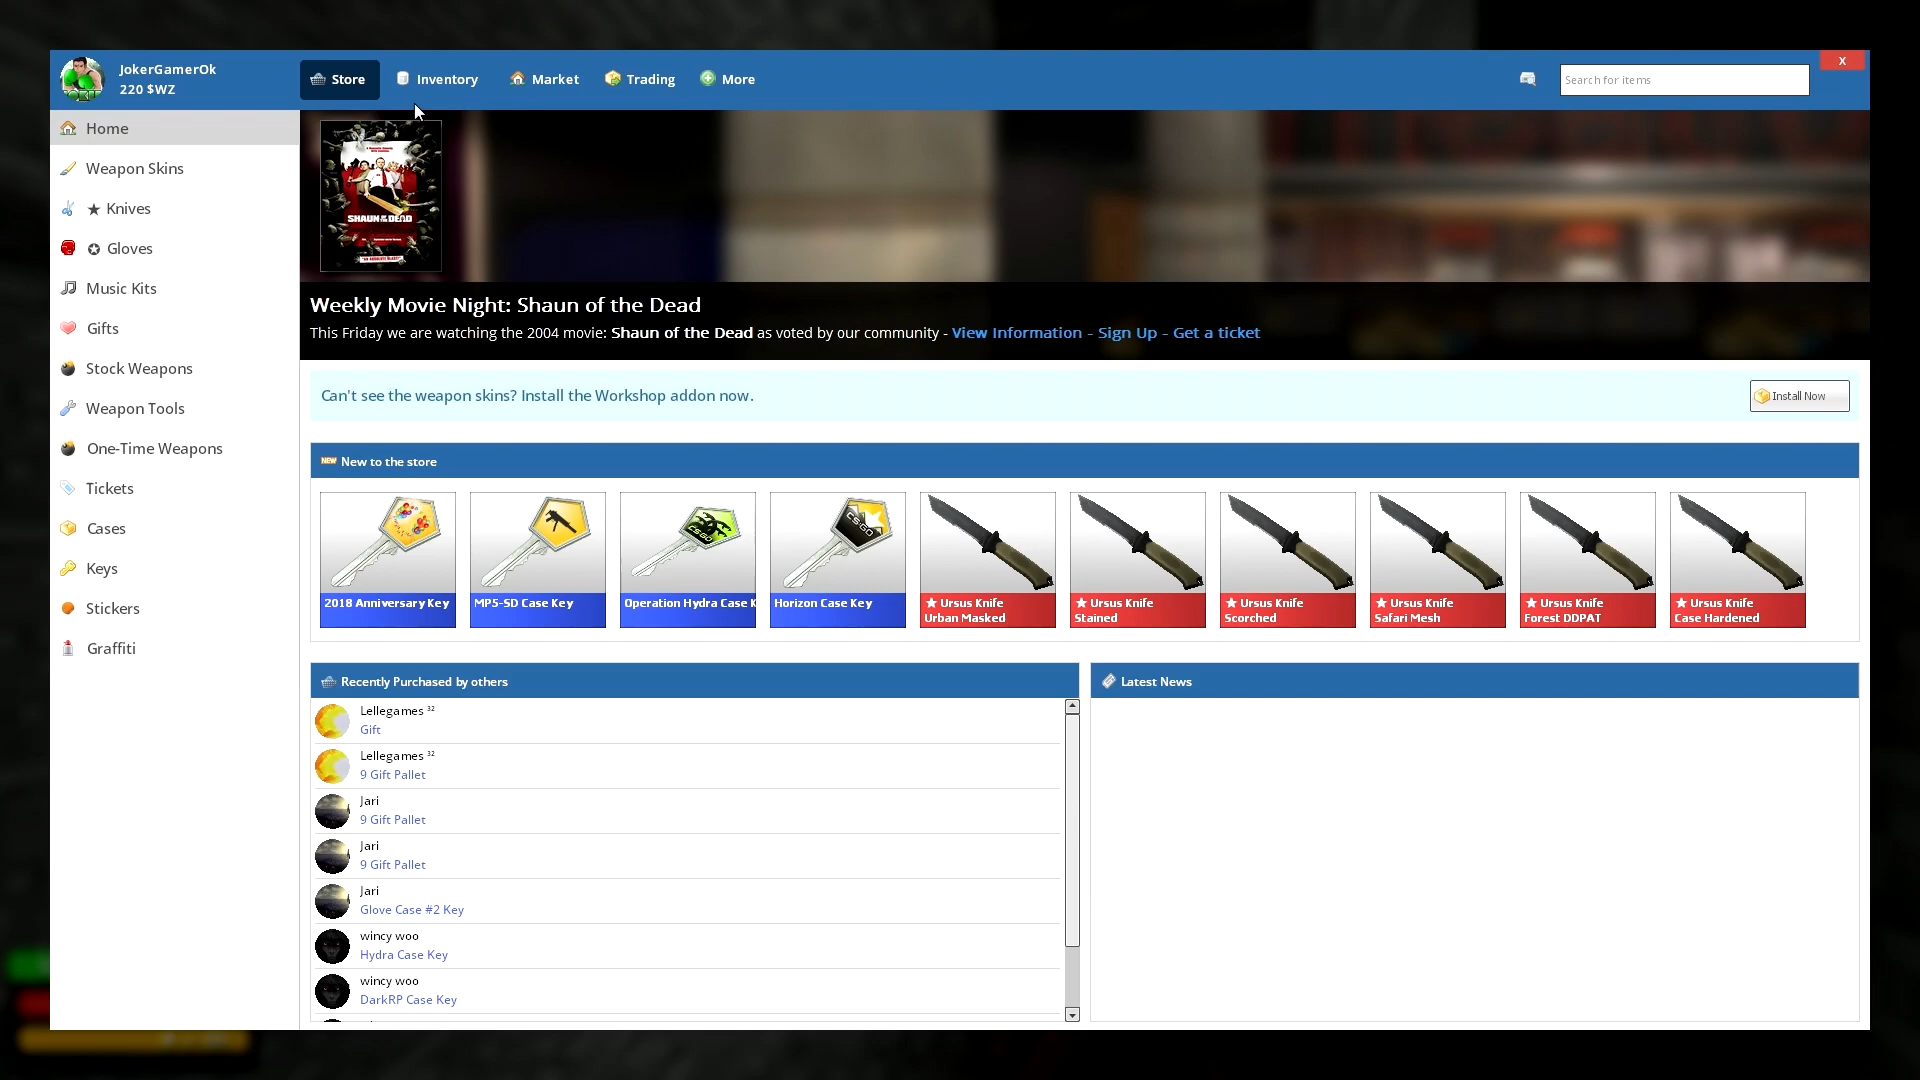 JokerGamerOk
220 $WZ
Store
Inventory
Market
Trading
More
Search for items
X
Home
Weapon Skins
★ Knives
✪ Gloves
Music Kits
Gifts
Stock Weapons
Weapon Tools
One-Time Weapons
Tickets
Cases
Keys
Stickers
Graffiti
SHAUN OF THE DEAD
Weekly Movie Night: Shaun of the Dead
This Friday we are watching the 2004 movie: Shaun of the Dead as voted by our community - View Information - Sign Up - Get a ticket
Can't see the weapon skins? Install the Workshop addon now.
Install Now
NEW New to the store
2018 Anniversary Key
MP5-SD Case Key
Operation Hydra Case K
Horizon Case Key
★ Ursus Knife
Urban Masked
★ Ursus Knife
Stained
★ Ursus Knife
Scorched
★ Ursus Knife
Safari Mesh
★ Ursus Knife
Forest DDPAT
★ Ursus Knife
Case Hardened
Recently Purchased by others
Lellegames ³²
Gift
Lellegames ³²
9 Gift Pallet
Jari
9 Gift Pallet
Jari
9 Gift Pallet
Jari
Glove Case #2 Key
wincy woo
Hydra Case Key
wincy woo
DarkRP Case Key
Latest News